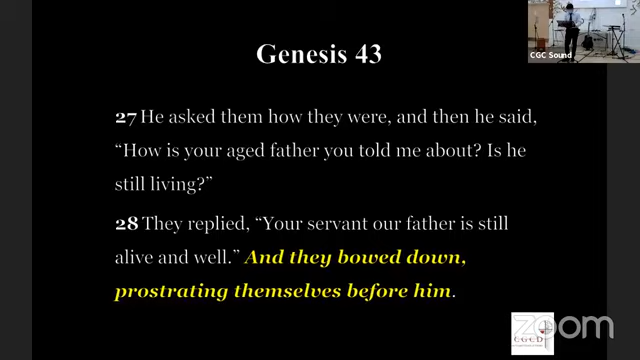 CGC Sound
Genesis 43
27 He asked them how they were, and then he said,
“How is your aged father you told me about? Is he
still living?”
28 They replied, “Your servant our father is still
alive and well.” And they bowed down,
prostrating themselves before him.
CGCD
zoom